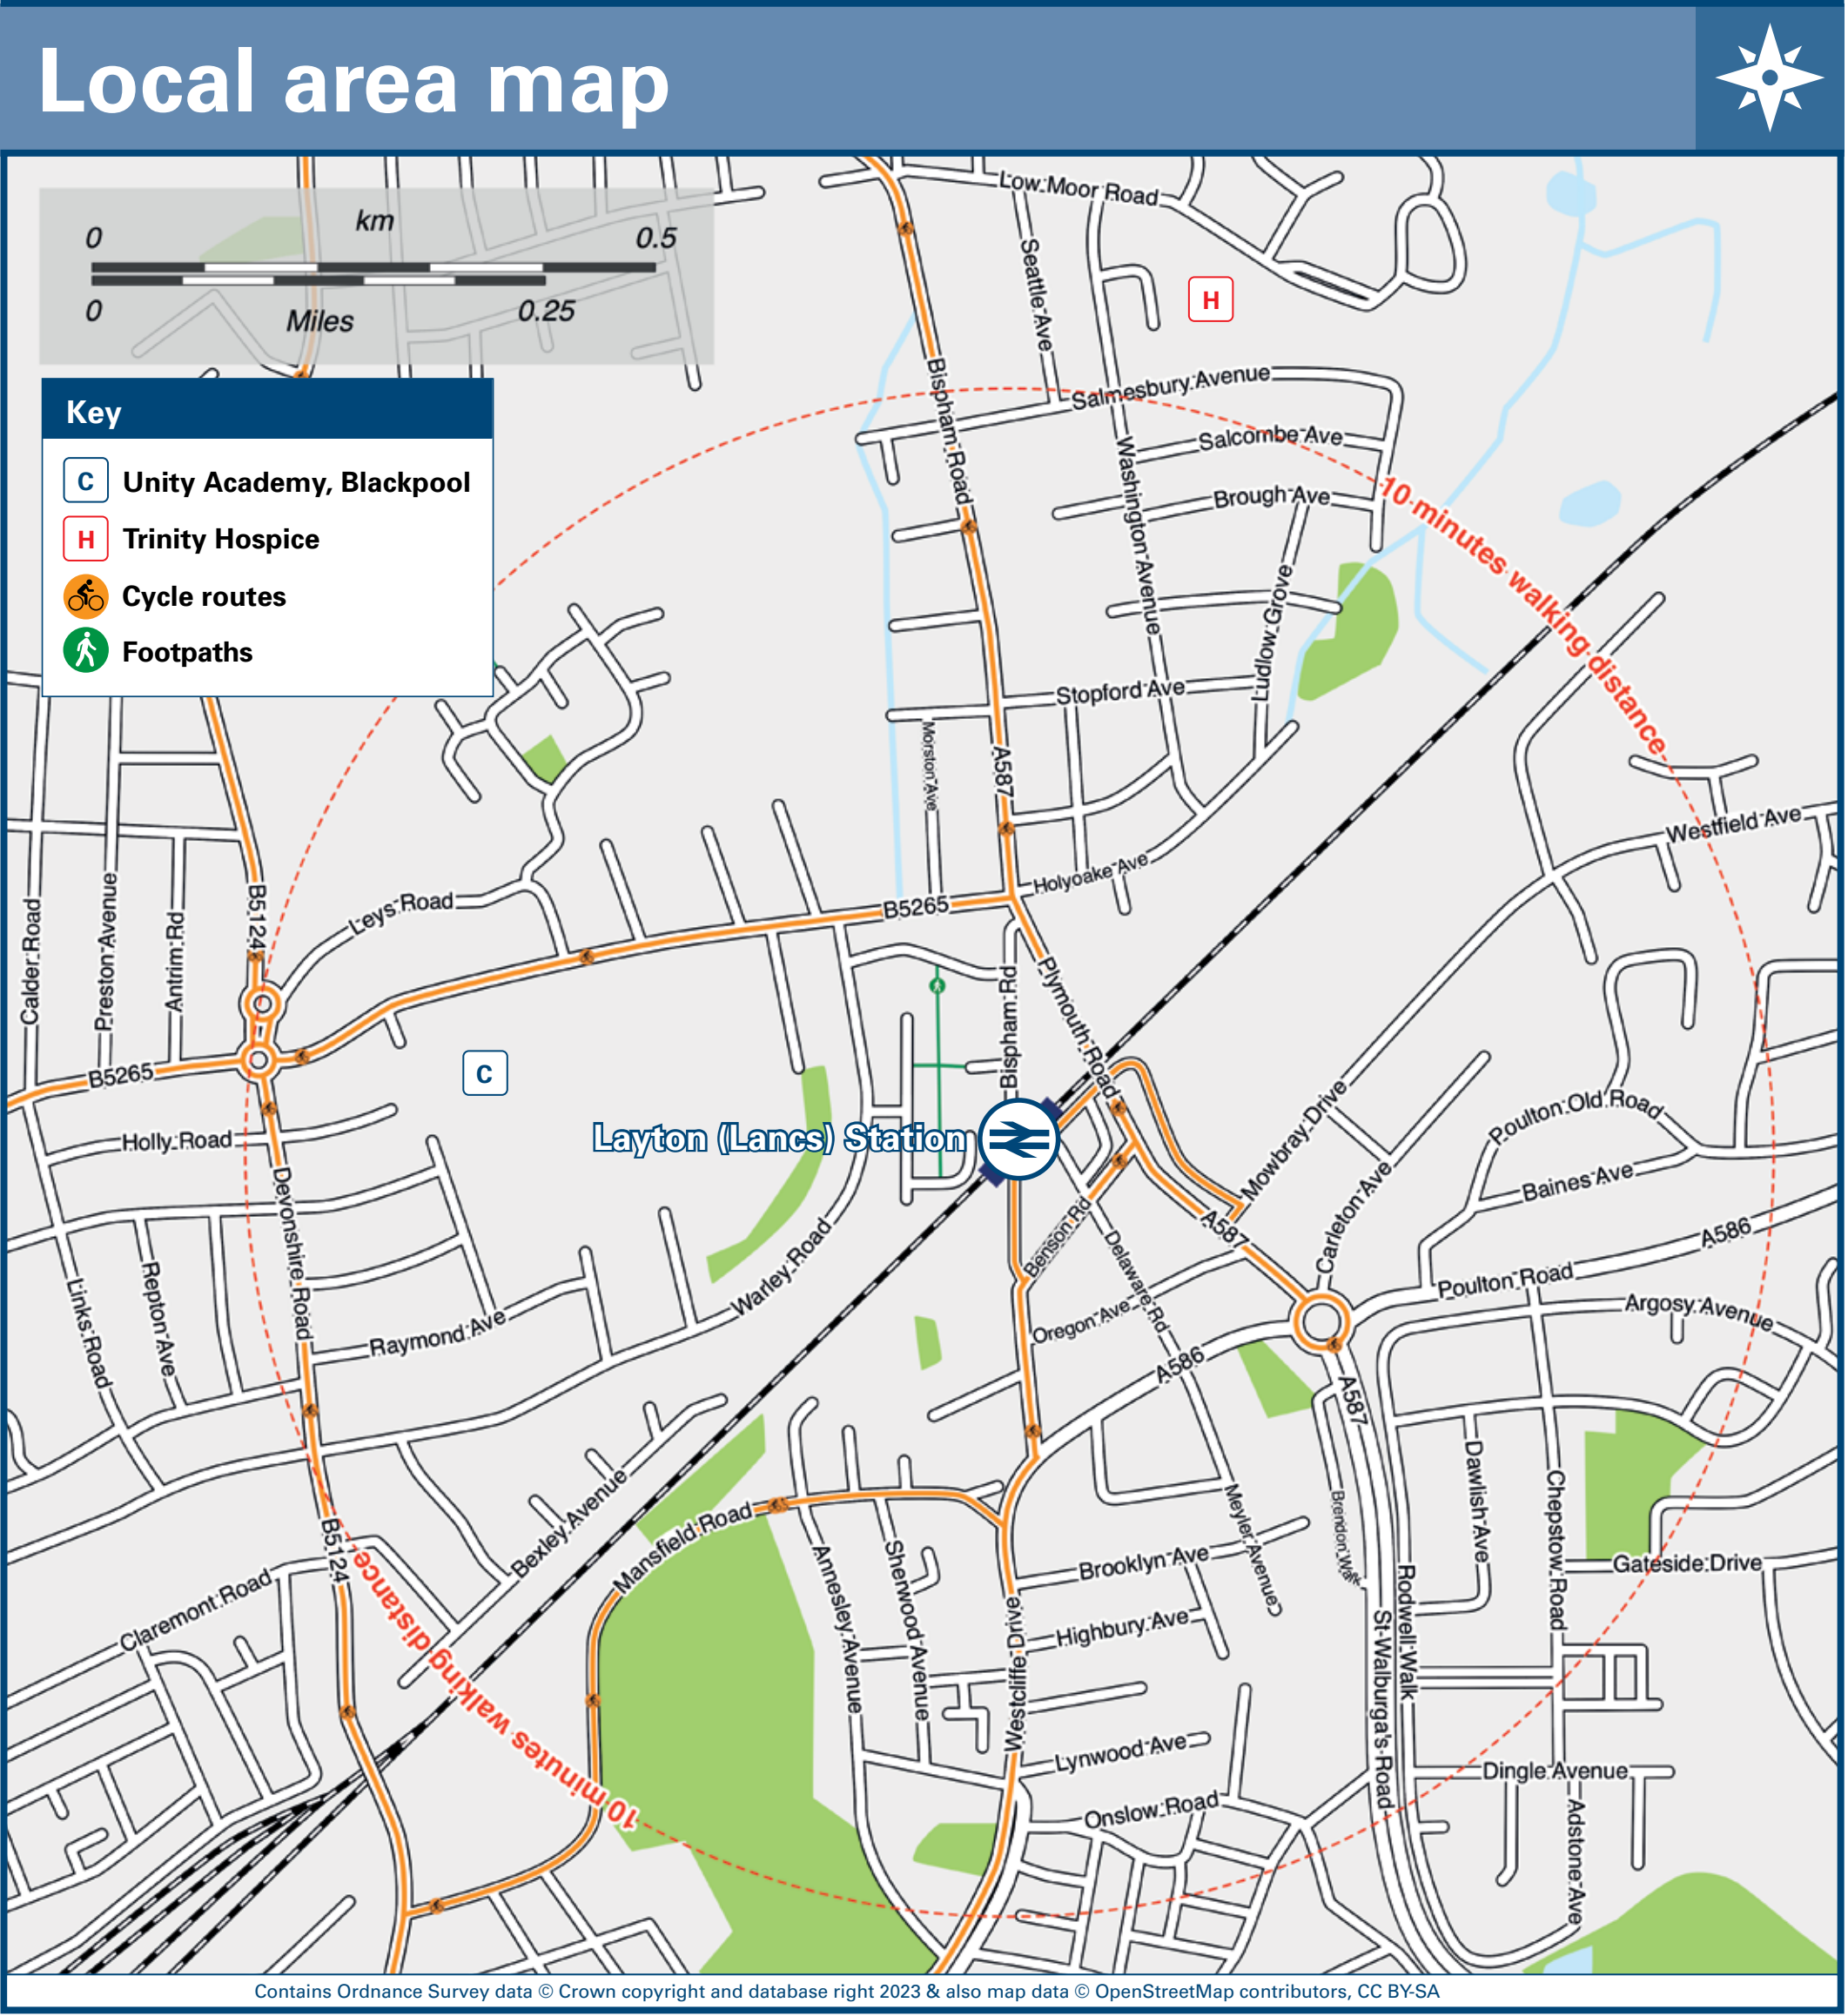 Local area map
km
0
0.5
0
Miles
0.25
Key
C
Unity Academy, Blackpool
H
Trinity Hospice
Cycle routes
Footpaths
Low Moor Road
Seattle Ave
H
Bispham Road
Salmesbury Avenue
Salcombe Ave
Washington Avenue
Brough Ave
10 minutes walking distance
Ludlow Grove
Stopford Ave
Morston Ave
A587
Westfield Ave
Holyoake Ave
B5265
B5124
Leys Road
Calder Road
Preston Avenue
Antrim Rd
Bispham Rd
Plymouth Road
B5265
C
Holly Road
Layton (Lancs) Station
Mowbray Drive
Poulton Old Road
Baines Ave
Carleton Ave
A586
A587
Benson Rd
Delaware Rd
Devonshire Road
Links Road
Repton Ave
Warley Road
Raymond Ave
Oregon Ave
Poulton Road
Argosy Avenue
A586
A587
Dawlish Ave
Chepstow Road
Meyler Avenue
Brendon Walk
Bexley Avenue
Mansfield Road
B5124
Claremont Road
Annesley Avenue
Sherwood Avenue
Brooklyn Ave
Highbury Ave
Westcliffe Drive
Gateside Drive
Rodwell Walk
St Walburga's Road
10 minutes walking distance
Lynwood Ave
Onslow Road
Dingle Avenue
Adstone Ave
Contains Ordnance Survey data © Crown copyright and database right 2023 & also map data © OpenStreetMap contributors, CC BY-SA